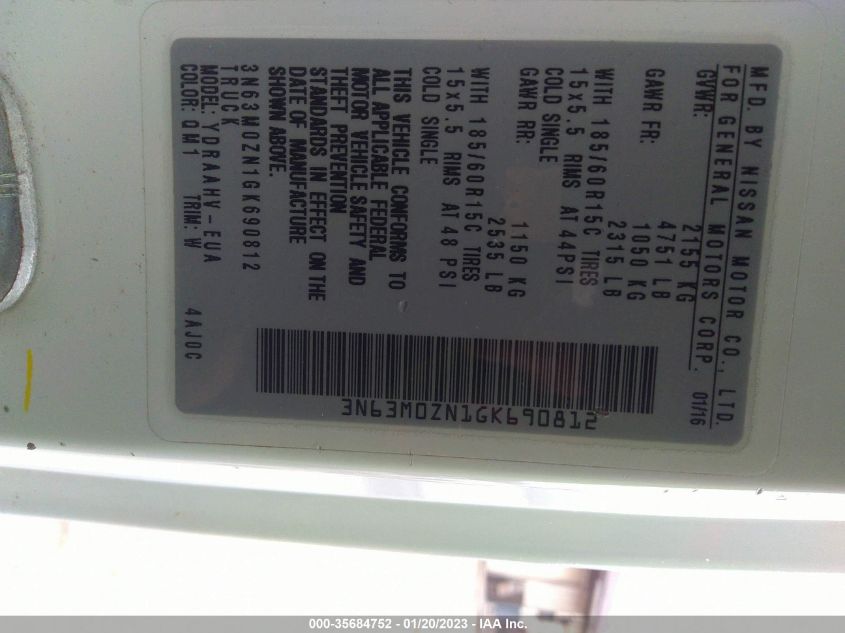 MFD. BY NISSAN MOTOR CO., LTD.
FOR GENERAL MOTORS CORP. 01/16
GVWR: 2155 KG
4751 LB
GAWR FR: 1050 KG
2315 LB
WITH 185/60R15C TIRES
15x5.5 RIMS AT 44PSI
COLD SINGLE
GAWR RR: 1150 KG
2535 LB
WITH 185/60R15C TIRES
15x5.5 RIMS AT 48 PSI
COLD SINGLE
THIS VEHICLE CONFORMS TO
ALL APPLICABLE FEDERAL
MOTOR VEHICLE SAFETY AND
THEFT PREVENTION
STANDARDS IN EFFECT ON THE
DATE OF MANUFACTURE
SHOWN ABOVE.
3N63M0ZN1GK690812
TRUCK
MODEL: YDRAAHV-EUA
COLOR: QM1 TRIM: W 4AJ0C
3N63M0ZN1GK690812
000-35684752 - 01/20/2023 - IAA Inc.